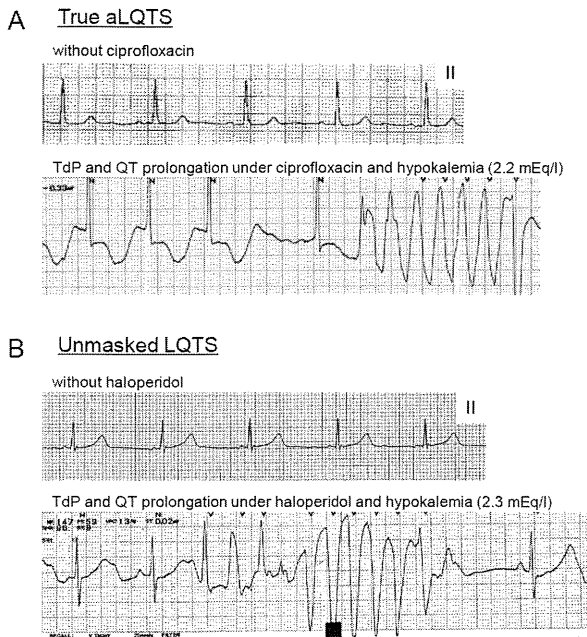 A True aLQTS
without ciprofloxacin
II
TdP and QT prolongation under ciprofloxacin and hypokalemia (2.2 mEq/l)
N N N N V V V V V
B Unmasked LQTS
without haloperidol
II
TdP and QT prolongation under haloperidol and hypokalemia (2.3 mEq/l)